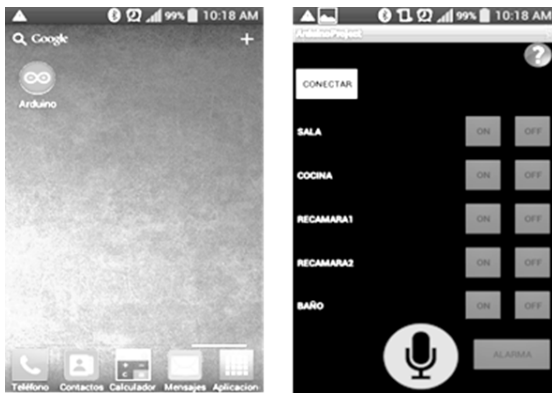 99% 10:18 AM
Google +
Arduino
Teléfono Contactos Calculador Mensajes Aplicacion
99% 10:18 AM
?
CONECTAR
SALA ON OFF
COCINA ON OFF
RECAMARA1 ON OFF
RECAMARA2 ON OFF
BAÑO ON OFF
ALARMA